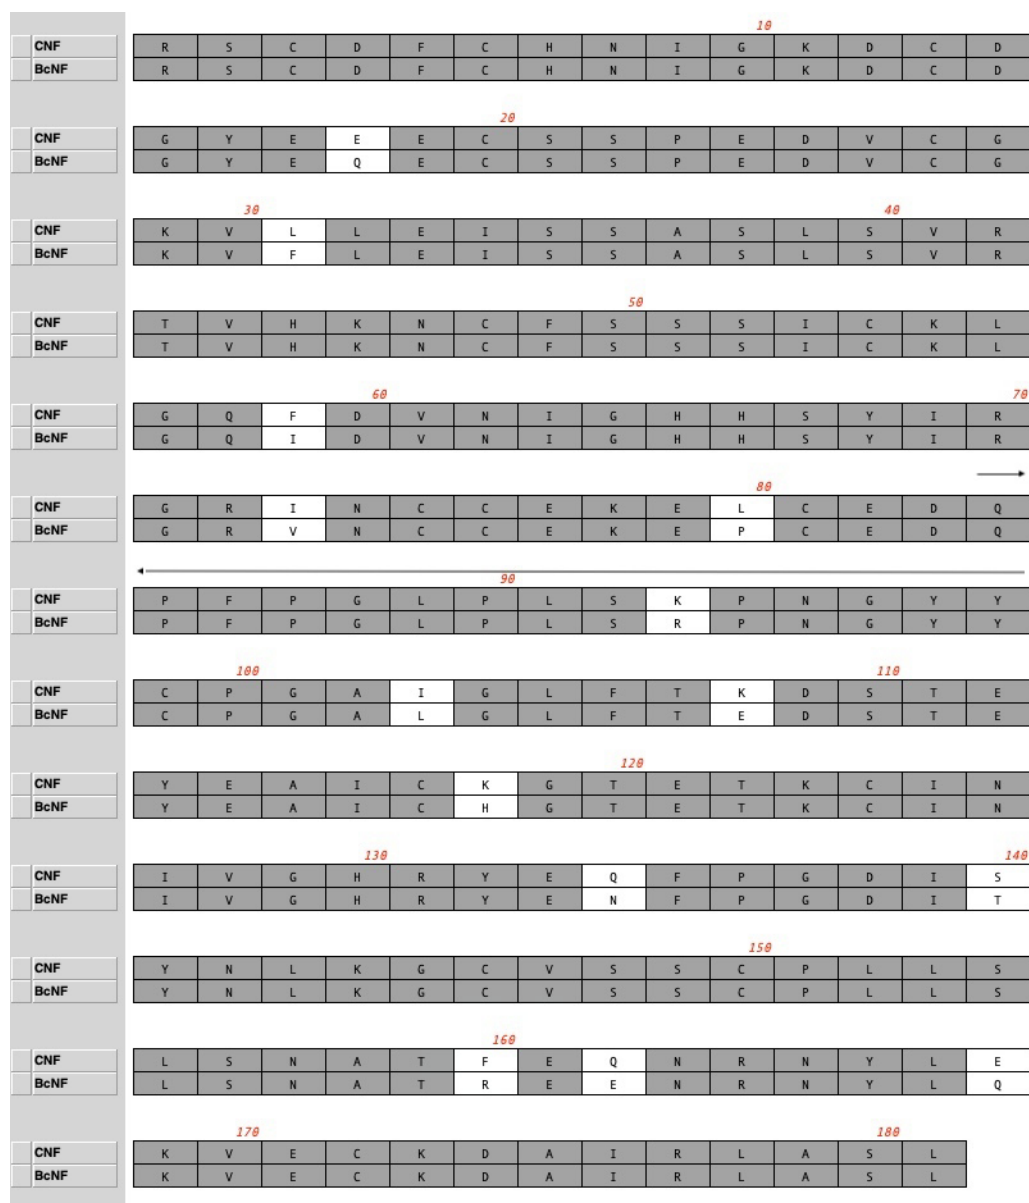 10
CNF R S C D F C H N I G K D C D
BcNF R S C D F C H N I G K D C D
20
CNF G Y E E E C S S P E D V C G
BcNF G Y E Q E C S S P E D V C G
30 40
CNF K V L L E I S S A S L S V R
BcNF K V F L E I S S A S L S V R
50
CNF T V H K N C F S S S I C K L
BcNF T V H K N C F S S S I C K L
60 70
CNF G Q F D V N I G H H S Y I R
BcNF G Q I D V N I G H H S Y I R
80
CNF G R I N C C E K E L C E D Q
BcNF G R V N C C E K E P C E D Q
90
CNF P F P G L P L S K P N G Y Y
BcNF P F P G L P L S R P N G Y Y
100 110
CNF C P G A I G L F T K D S T E
BcNF C P G A L G L F T E D S T E
120
CNF Y E A I C K G T E T K C I N
BcNF Y E A I C H G T E T K C I N
130 140
CNF I V G H R Y E Q F P G D I S
BcNF I V G H R Y E N F P G D I T
150
CNF Y N L K G C V S S C P L L S
BcNF Y N L K G C V S S C P L L S
160
CNF L S N A T F E Q N R N Y L E
BcNF L S N A T R E E N R N Y L Q
170 180
CNF K V E C K D A I R L A S L
BcNF K V E C K D A I R L A S L